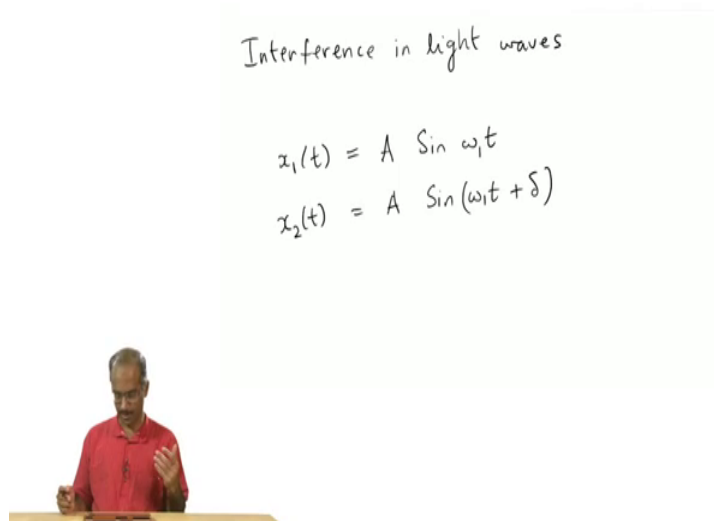 Interference in light waves
x₁(t) = A Sin ω₁t
x₂(t) = A Sin (ω₁t + δ)